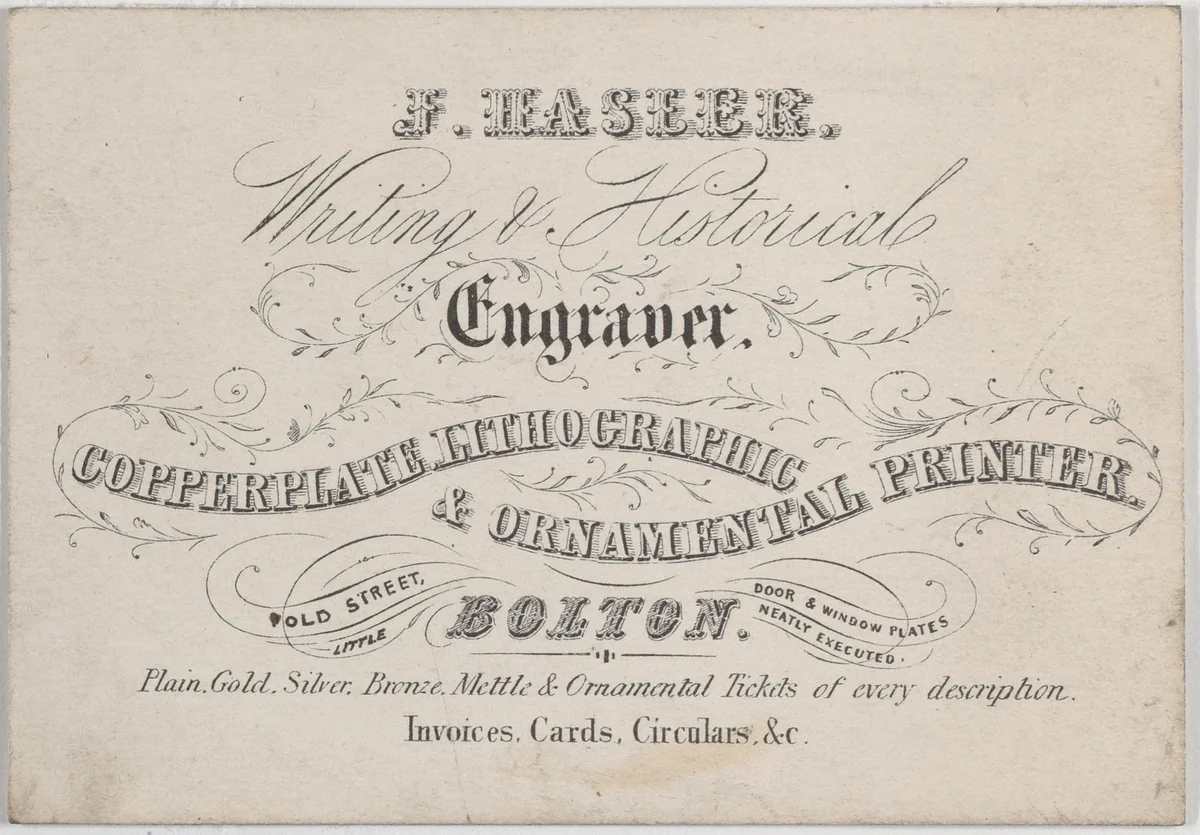 F. HASLER.
Writing & Historical
Engraver.
COPPERPLATE LITHOGRAPHIC
& ORNAMENTAL PRINTER.
FOLD STREET,
LITTLE
BOLTON.
DOOR & WINDOW PLATES
NEATLY EXECUTED.
Plain, Gold, Silver, Bronze, Mettle & Ornamental Tickets of every description.
Invoices, Cards, Circulars, &c.